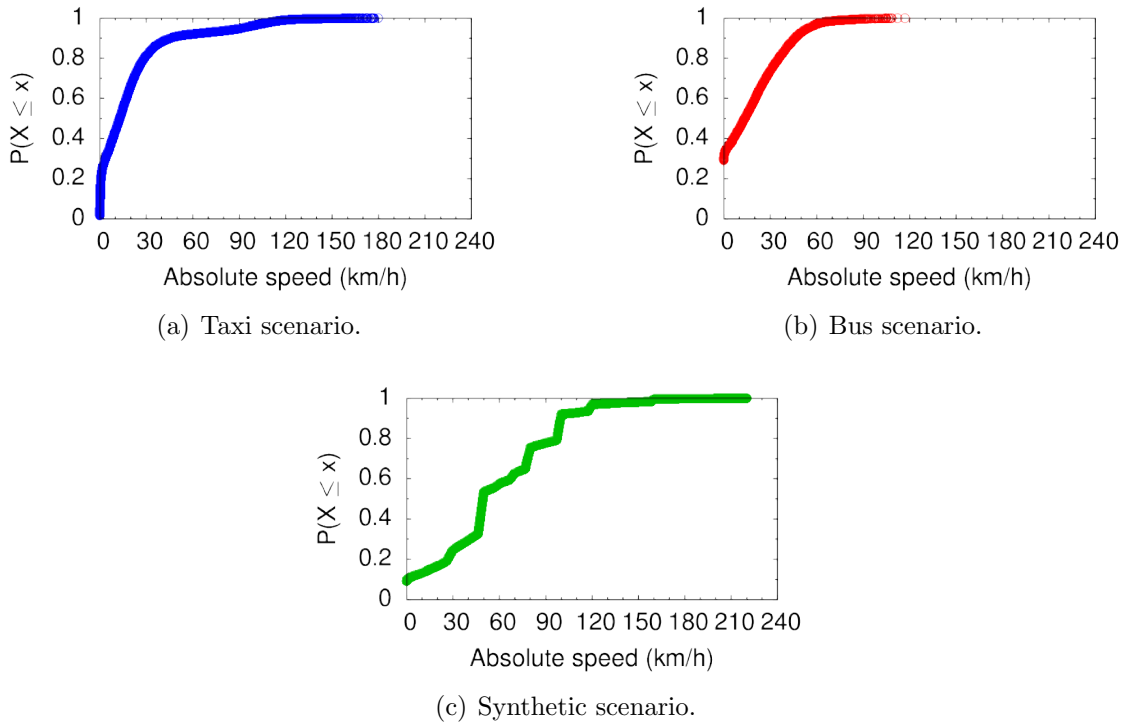 1
0.8
0.6
0.4
0.2
0
P(X ≤ x)
0 30 60 90 120 150 180 210 240
Absolute speed (km/h)
(a) Taxi scenario.
1
0.8
0.6
0.4
0.2
0
P(X ≤ x)
0 30 60 90 120 150 180 210 240
Absolute speed (km/h)
(b) Bus scenario.
1
0.8
0.6
0.4
0.2
0
P(X ≤ x)
0 30 60 90 120 150 180 210 240
Absolute speed (km/h)
(c) Synthetic scenario.